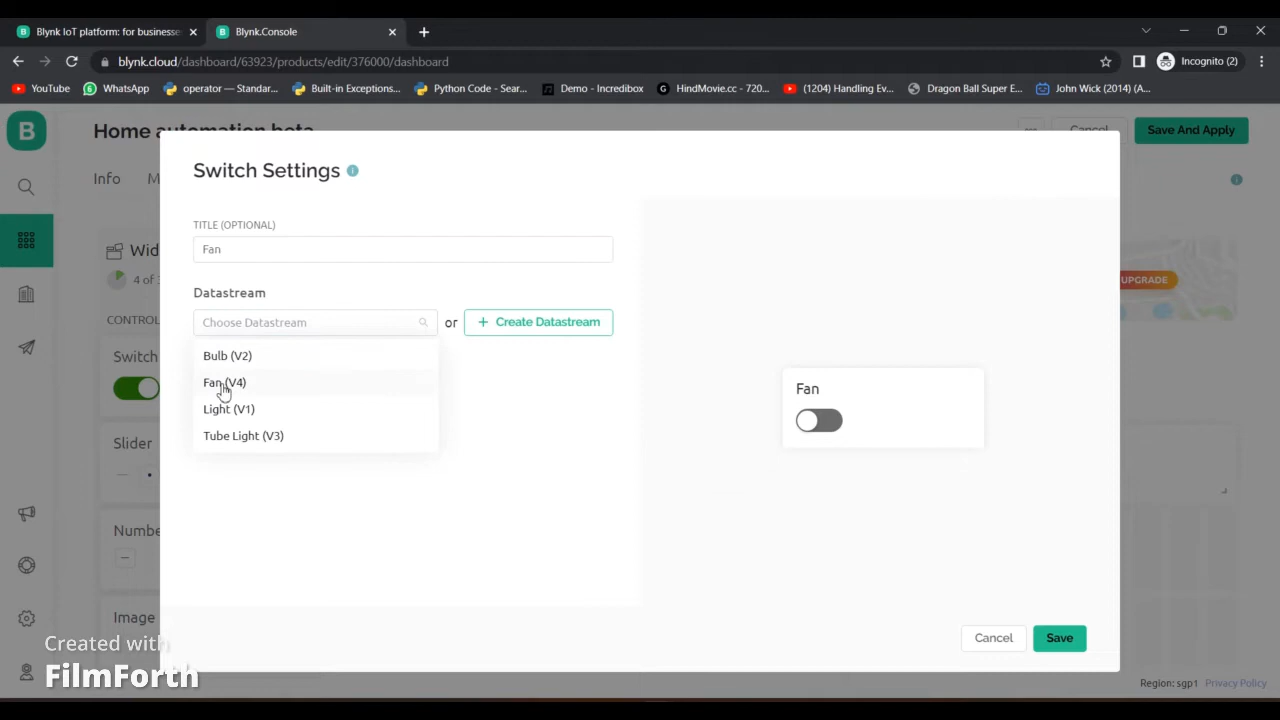 Blynk IoT platform: for businesse
Blynk.Console
blynk.cloud/dashboard/63923/products/edit/376000/dashboard
Incognito (2)
YouTube
WhatsApp
operator — Standar...
Built-in Exceptions...
Python Code - Sear...
Demo - Incredibox
HindMovie.cc - 720...
(1204) Handling Ev...
Dragon Ball Super E...
John Wick (2014) (A...
B
Home automation beta
Cancel
Save And Apply
Info
M
Switch Settings
TITLE (OPTIONAL)
Fan
Wid
4 of
UPGRADE
Datastream
CONTROL
Choose Datastream
or
+ Create Datastream
Switch
Bulb (V2)
Fan (V4)
Light (V1)
Tube Light (V3)
Fan
Slider
Numbe
Image
Cancel
Save
Created with
FilmForth
Region: sgp1
Privacy Policy